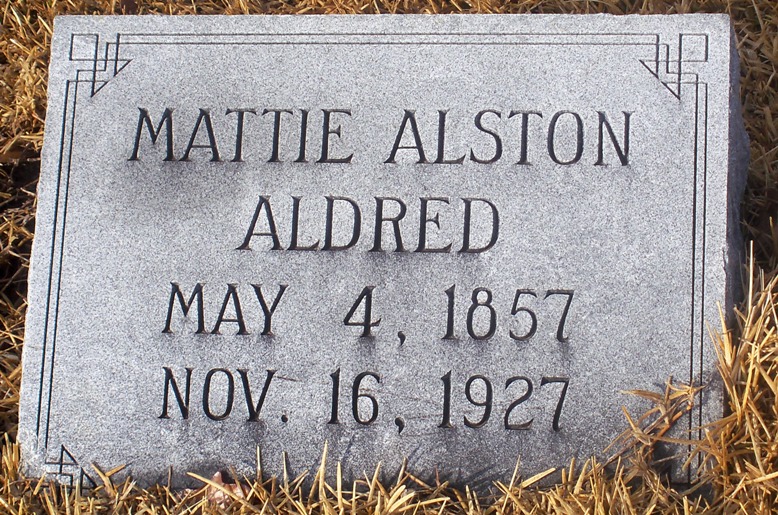 MATTIE ALSTON
ALDRED
MAY 4, 1857
NOV. 16, 1927